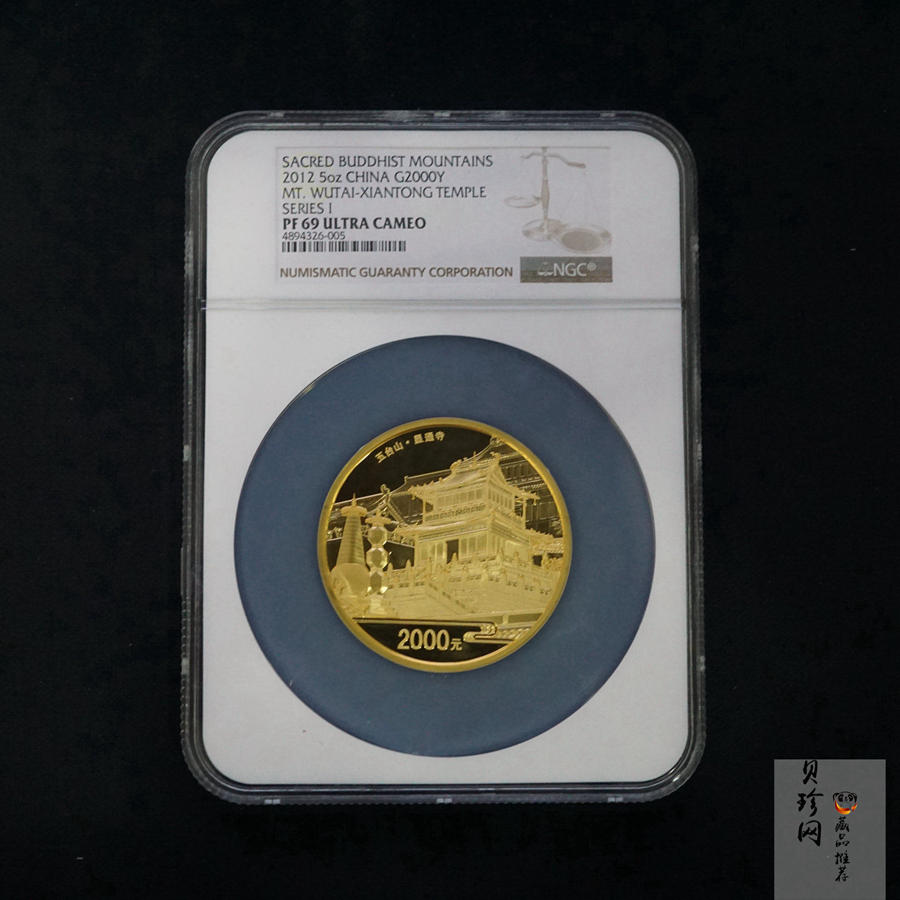 SACRED BUDDHIST MOUNTAINS
2012 5oz CHINA G2000Y
MT. WUTAI-XIANTONG TEMPLE
SERIES I
PF 69 ULTRA CAMEO
4894326-005
NUMISMATIC GUARANTY CORPORATION
NGC®
五台山·显通寺
2000元
贝珍网
藏品推荐